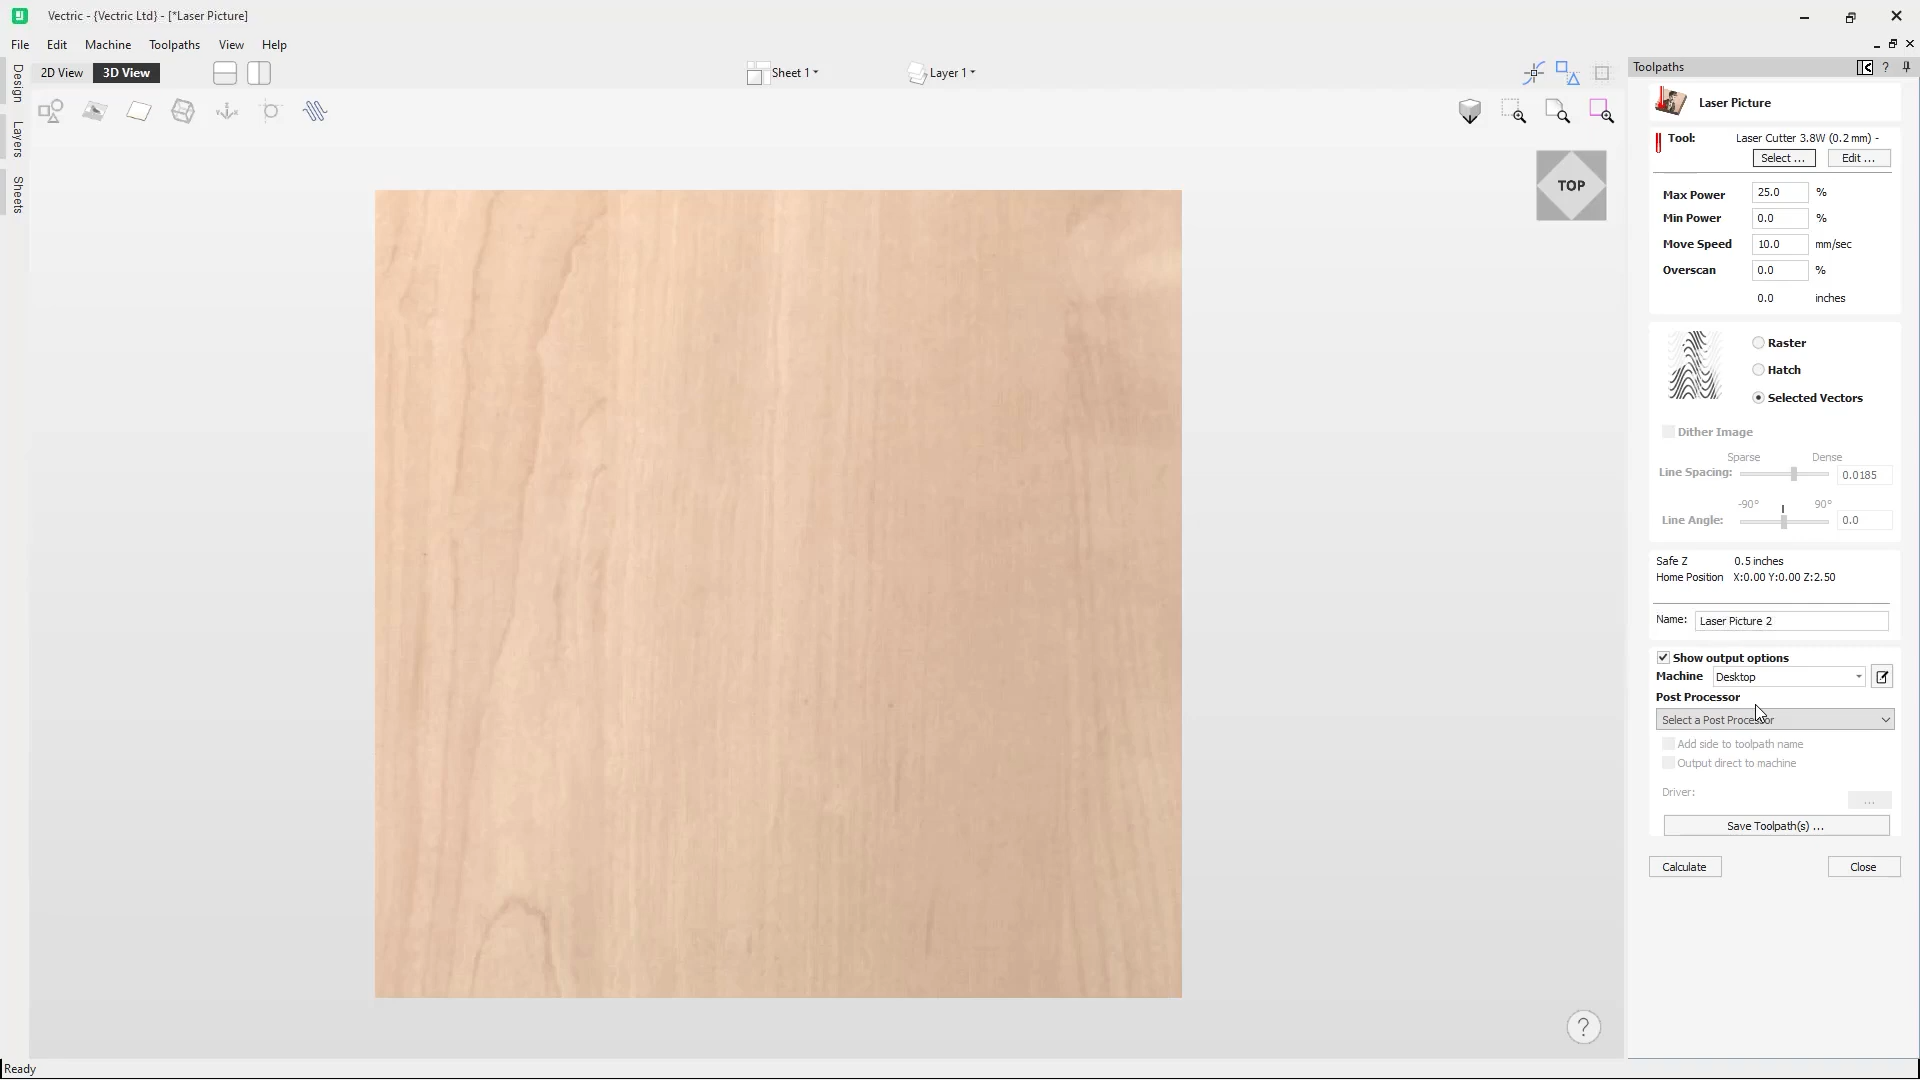 Vectric - {Vectric Ltd} - [*Laser Picture]
File Edit Machine Toolpaths View Help
2D View 3D View Sheet 1 Layer 1
Design
Layers
Sheets
TOP
Toolpaths ?
Laser Picture
Tool: Laser Cutter 3.8W (0.2 mm) -
Select ... Edit ...
Max Power 25.0 %
Min Power 0.0 %
Move Speed 10.0 mm/sec
Overscan 0.0 %
0.0 inches
Raster
Hatch
Selected Vectors
Dither Image
Sparse Dense
Line Spacing: 0.0185
-90° 90°
Line Angle: 0.0
Safe Z 0.5 inches
Home Position X:0.00 Y:0.00 Z:2.50
Name: Laser Picture 2
Show output options
Machine Desktop
Post Processor
Select a Post Processor
Add side to toolpath name
Output direct to machine
Driver:
...
Save Toolpath(s) ...
Calculate Close
?
Ready